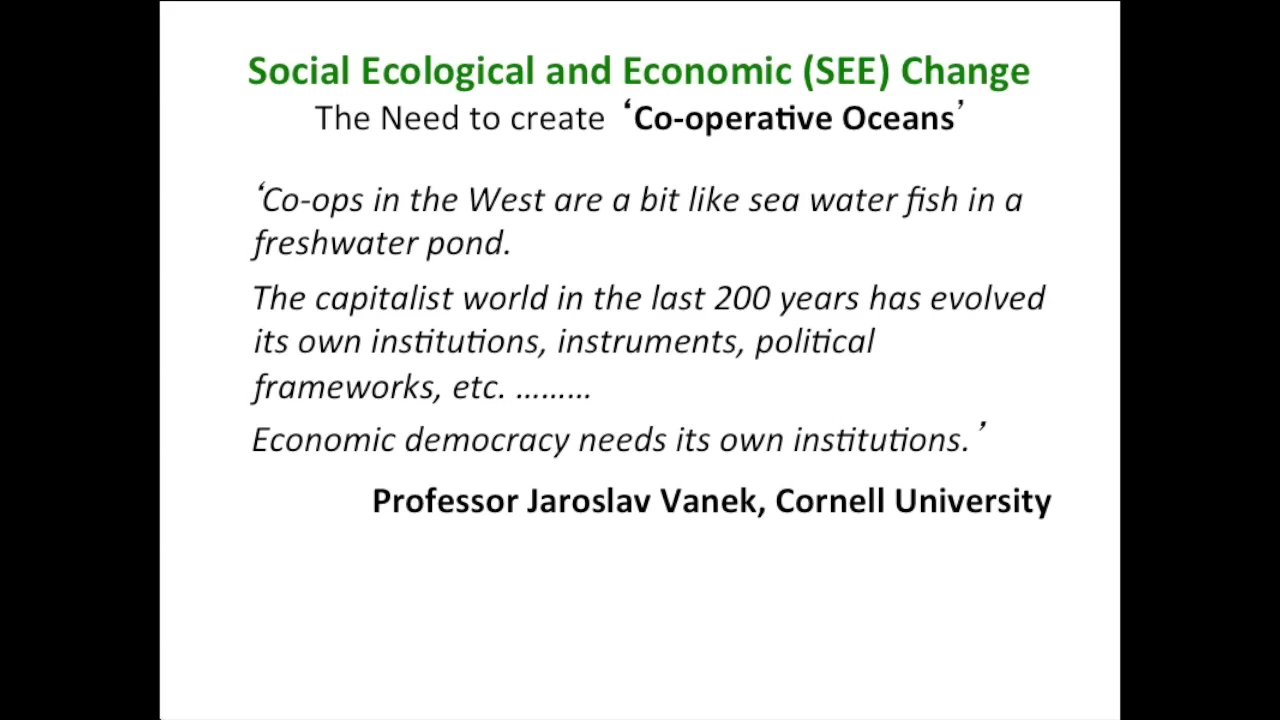 Social Ecological and Economic (SEE) Change
The Need to create ‘Co-operative Oceans’
‘Co-ops in the West are a bit like sea water fish in a
freshwater pond.
The capitalist world in the last 200 years has evolved
its own institutions, instruments, political
frameworks, etc. ………
Economic democracy needs its own institutions.’
Professor Jaroslav Vanek, Cornell University